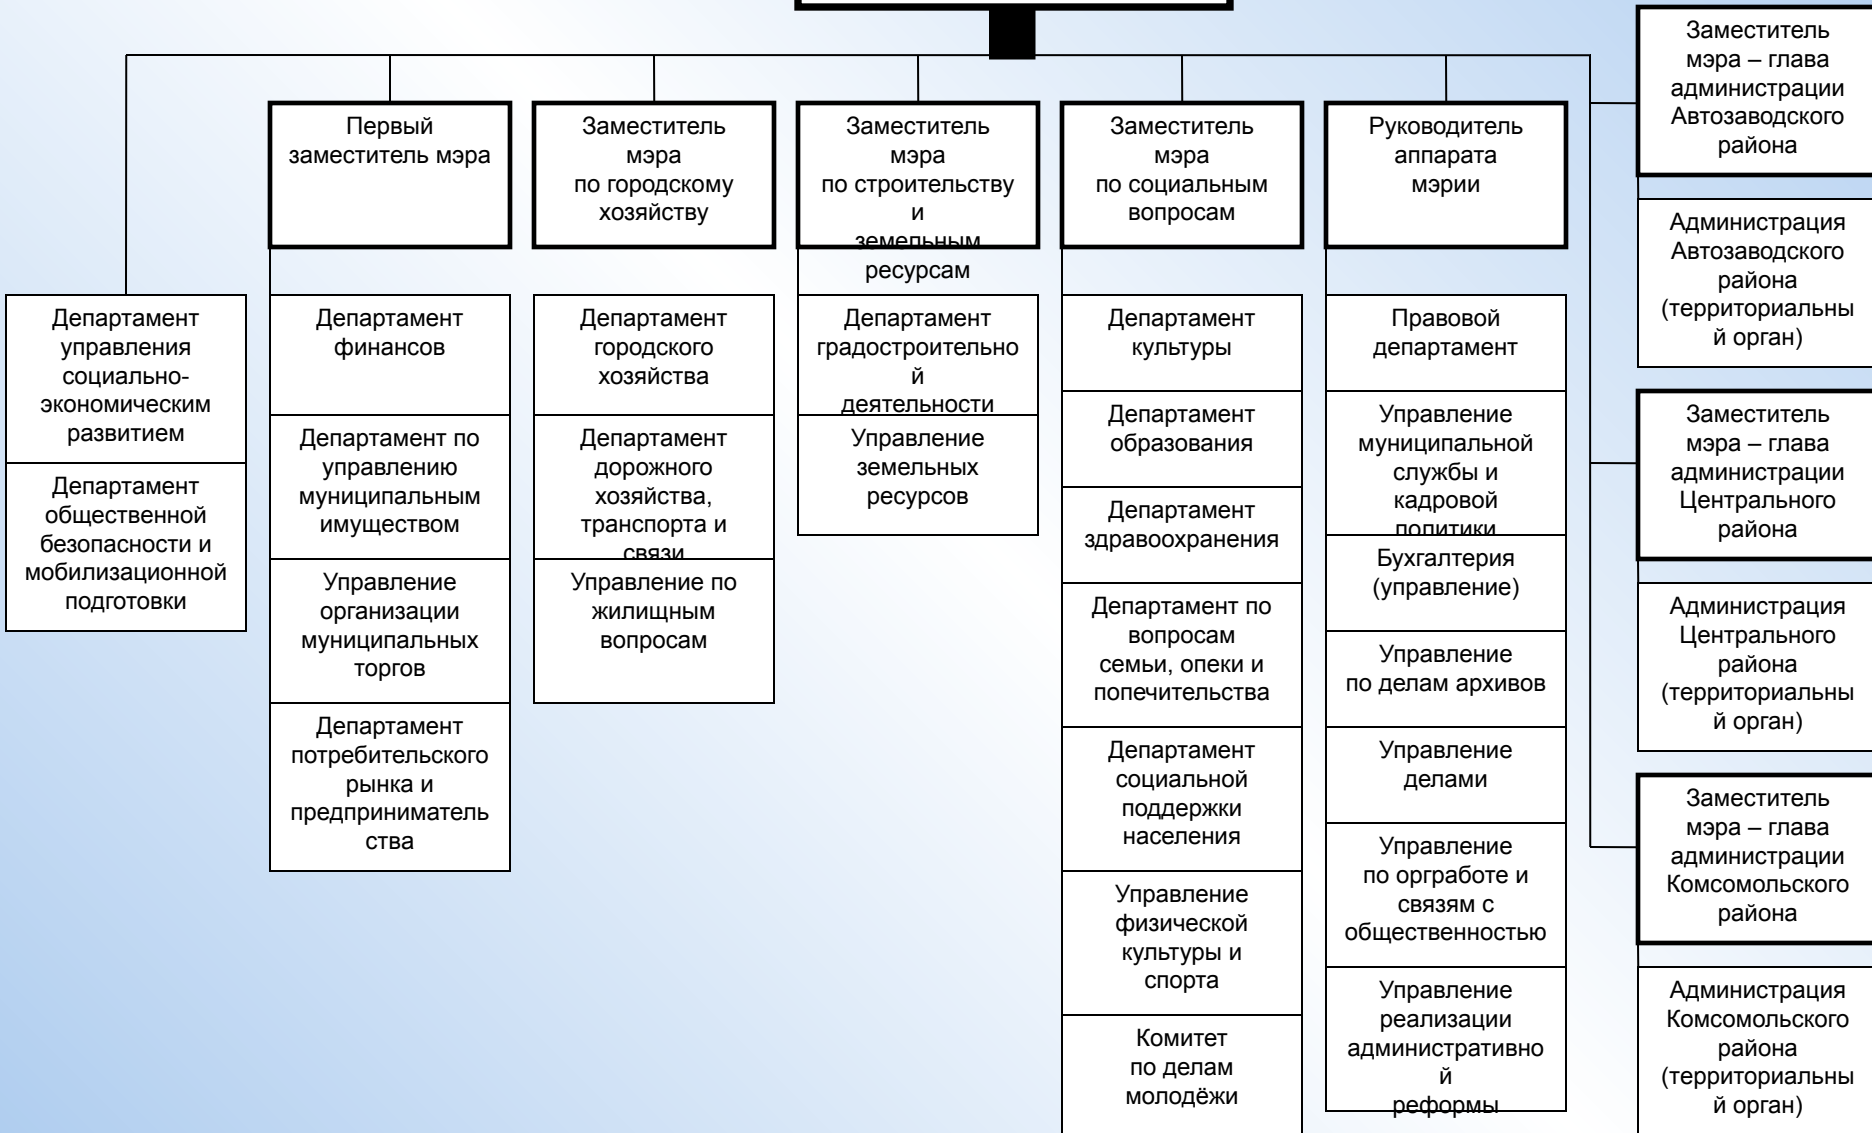 Первый
заместитель мэра
Заместитель
мэра
по городскому
хозяйству
Заместитель
мэра
по строительству
и
земельным
ресурсам
Заместитель
мэра
по социальным
вопросам
Руководитель
аппарата
мэрии
Департамент
управления
социально-
экономическим
развитием
Департамент
общественной
безопасности и
мобилизационной
подготовки
Департамент
финансов
Департамент по
управлению
муниципальным
имуществом
Управление
организации
муниципальных
торгов
Департамент
потребительского
рынка и
предприниматель
ства
Департамент
городского
хозяйства
Департамент
дорожного
хозяйства,
транспорта и
связи
Управление по
жилищным
вопросам
Департамент
градостроительно
й
деятельности
Управление
земельных
ресурсов
Департамент
культуры
Департамент
образования
Департамент
здравоохранения
Департамент по
вопросам
семьи, опеки и
попечительства
Департамент
социальной
поддержки
населения
Управление
физической
культуры и
спорта
Комитет
по делам
молодёжи
Правовой
департамент
Управление
муниципальной
службы и
кадровой
политики
Бухгалтерия
(управление)
Управление
по делам архивов
Управление
делами
Управление
по оргработе и
связям с
общественностью
Управление
реализации
административно
й
реформы
Заместитель
мэра – глава
администрации
Автозаводского
района
Администрация
Автозаводского
района
(территориальны
й орган)
Заместитель
мэра – глава
администрации
Центрального
района
Администрация
Центрального
района
(территориальны
й орган)
Заместитель
мэра – глава
администрации
Комсомольского
района
Администрация
Комсомольского
района
(территориальны
й орган)